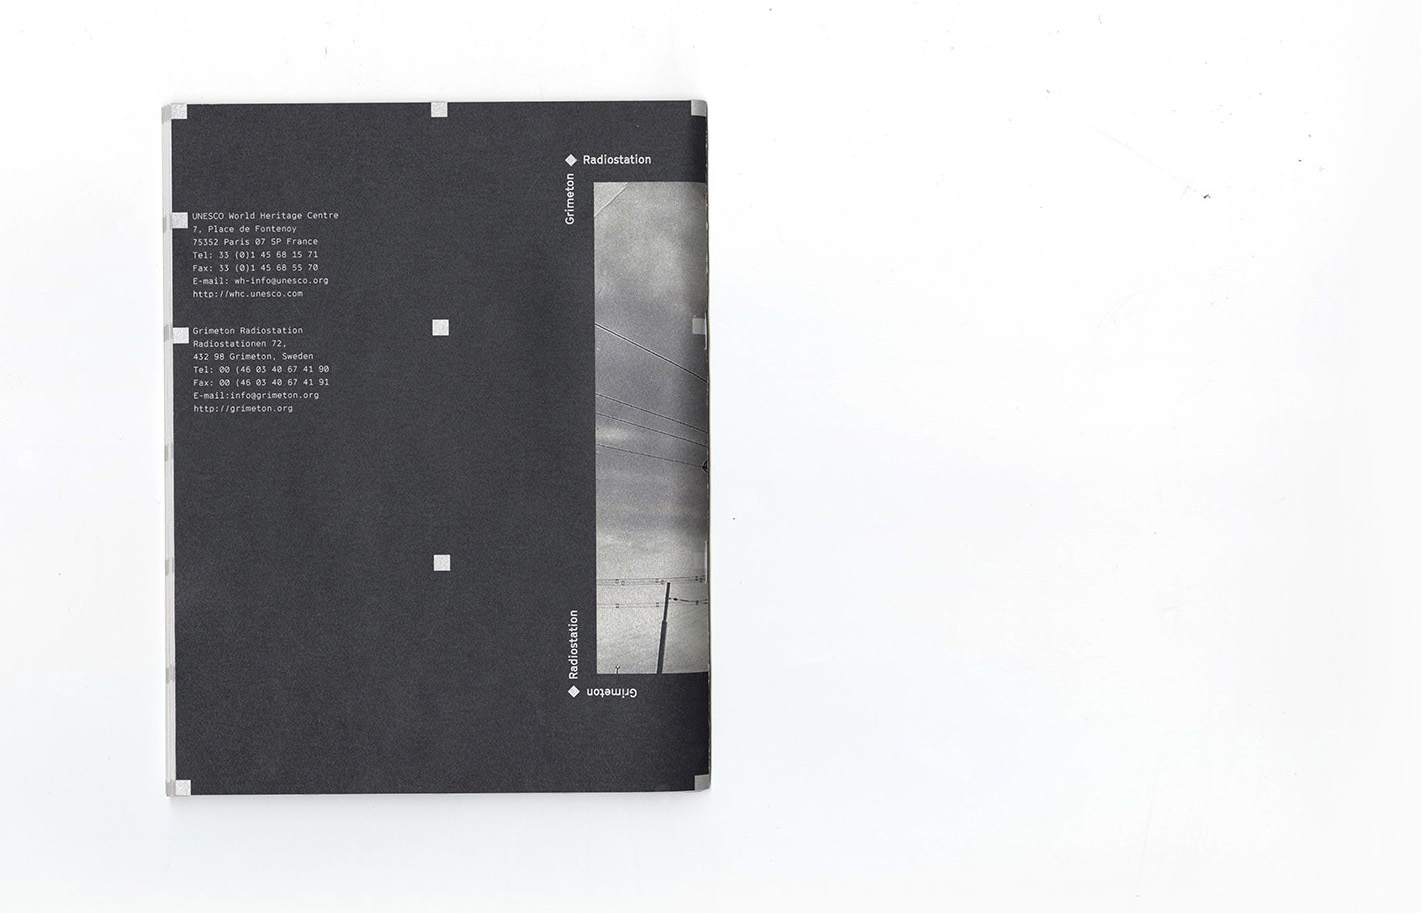 Radiostation
Grimeton
UNESCO World Heritage Centre
7, Place de Fontenoy
75352 Paris 07 SP France
Tel: 33 (0)1 45 68 15 71
Fax: 33 (0)1 45 68 55 70
E-mail: wh-info@unesco.org
http://whc.unesco.com
Grimeton Radiostation
Radiostationen 72,
432 98 Grimeton, Sweden
Tel: 00 (46 03 40 67 41 90
Fax: 00 (46 03 40 67 41 91
E-mail:info@grimeton.org
http://grimeton.org
Radiostation
Grimeton